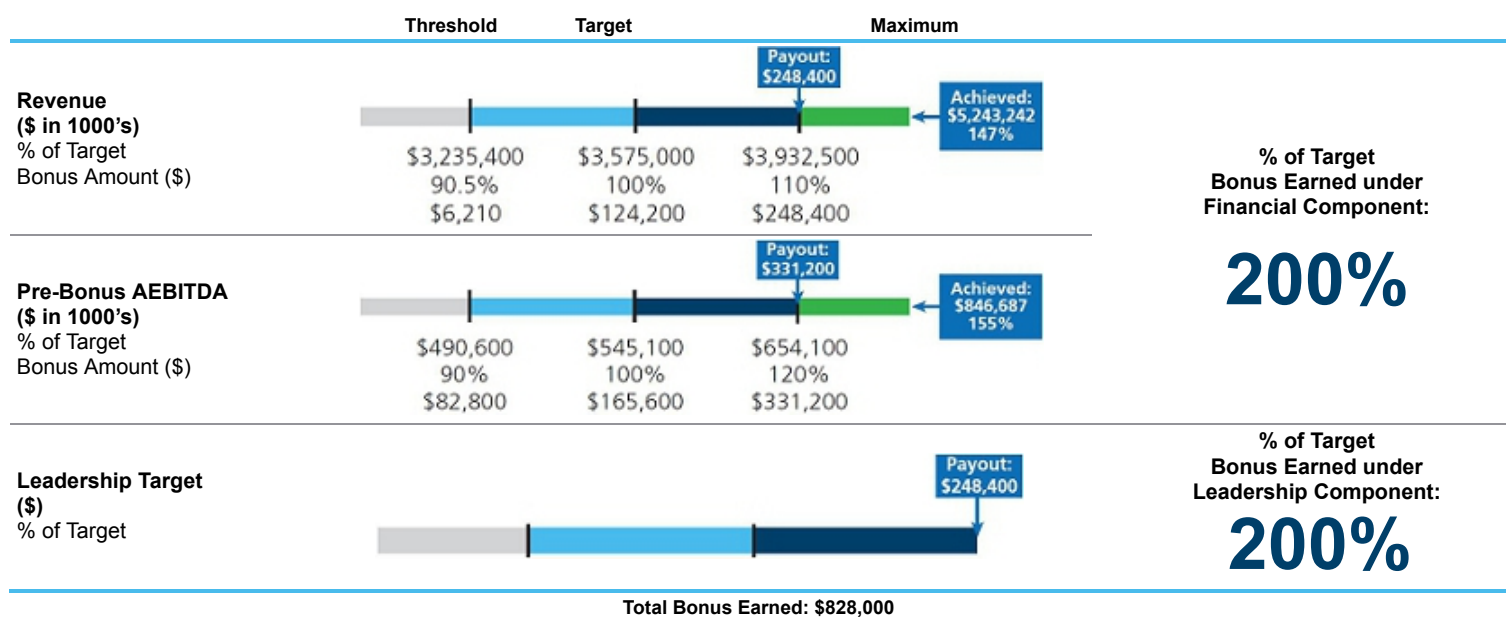 Threshold Target Maximum
Payout:
$248,400
Revenue
($ in 1000's)
% of Target
Bonus Amount ($)
Achieved:
$5,243,242
147%
$3,235,400 $3,575,000 $3,932,500
90.5% 100% 110%
$6,210 $124,200 $248,400
% of Target
Bonus Earned under
Financial Component:
200%
Payout:
$331,200
Pre-Bonus AEBITDA
($ in 1000's)
% of Target
Bonus Amount ($)
Achieved:
$846,687
155%
$490,600 $545,100 $654,100
90% 100% 120%
$82,800 $165,600 $331,200
Leadership Target
($)
% of Target
Payout:
$248,400
% of Target
Bonus Earned under
Leadership Component:
200%
Total Bonus Earned: $828,000